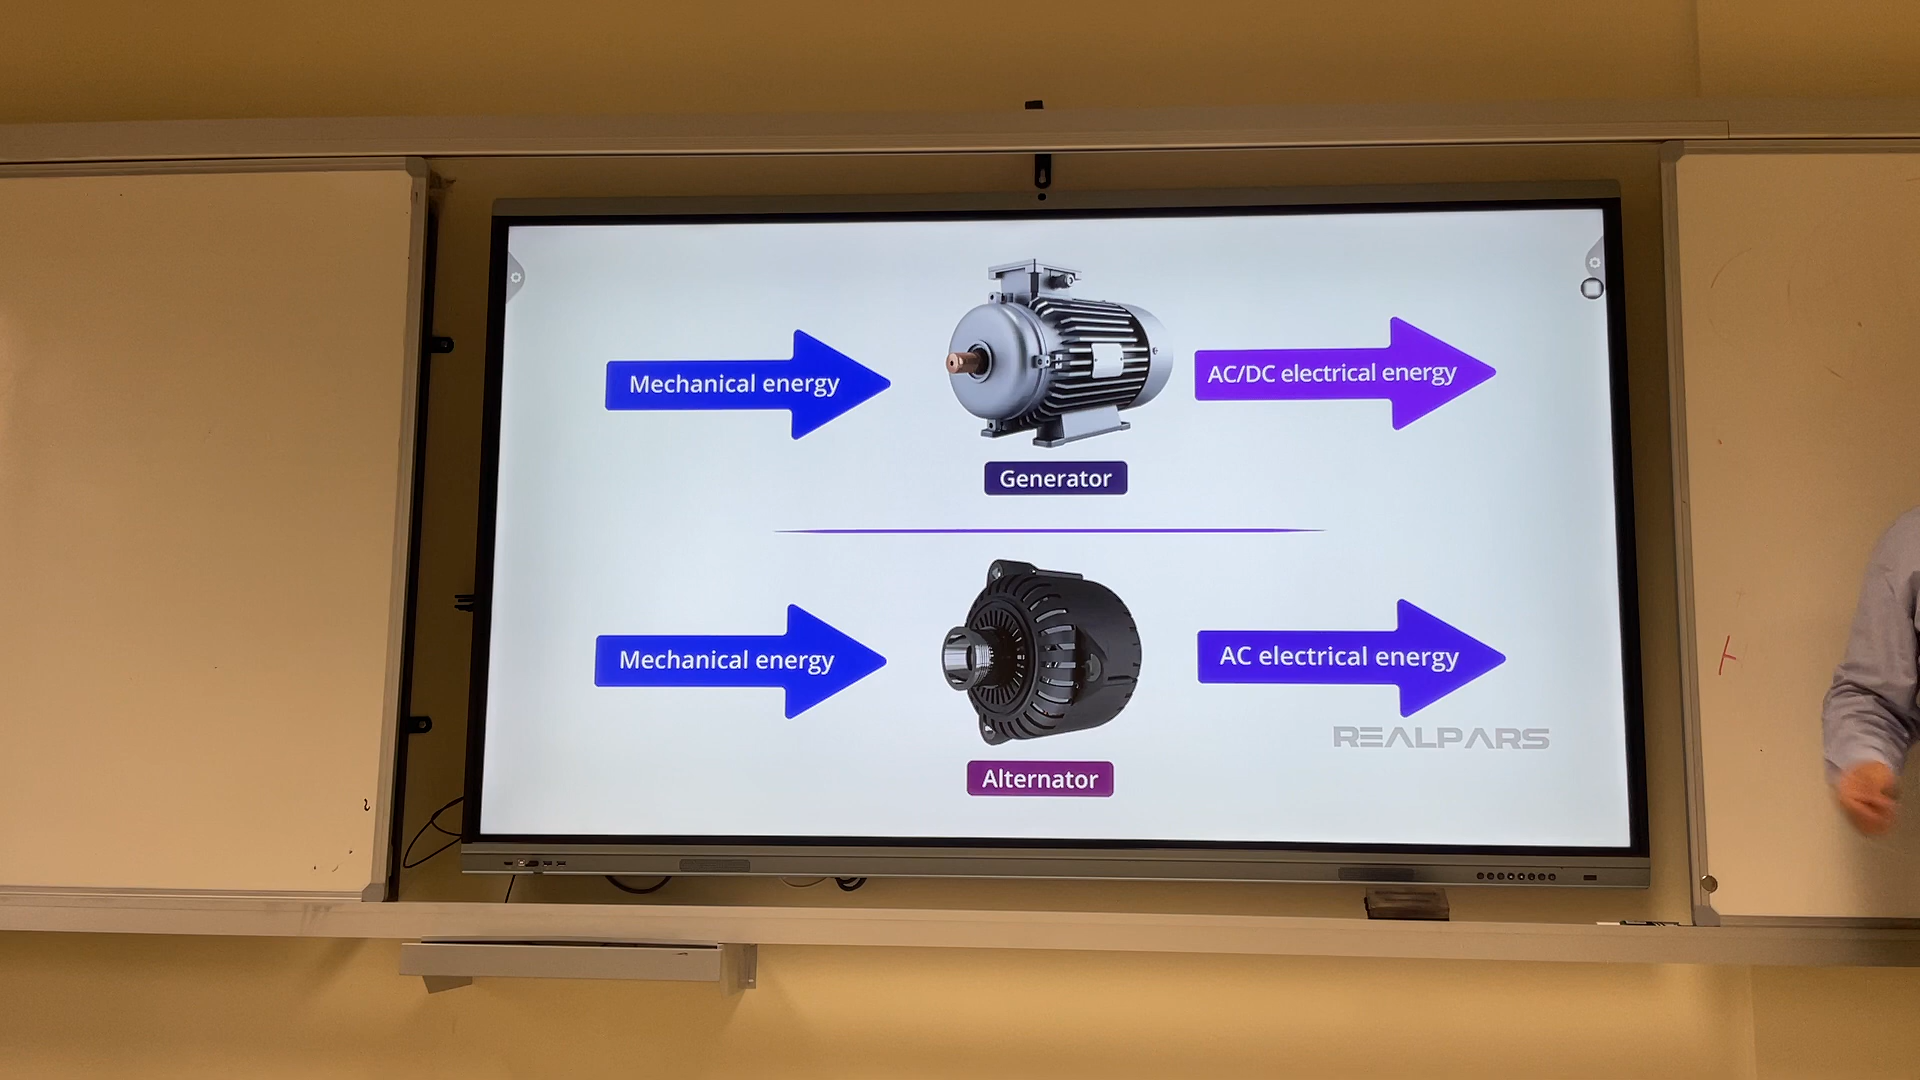 Mechanical energy
AC/DC electrical energy
Generator
Mechanical energy
AC electrical energy
REALPARS
Alternator